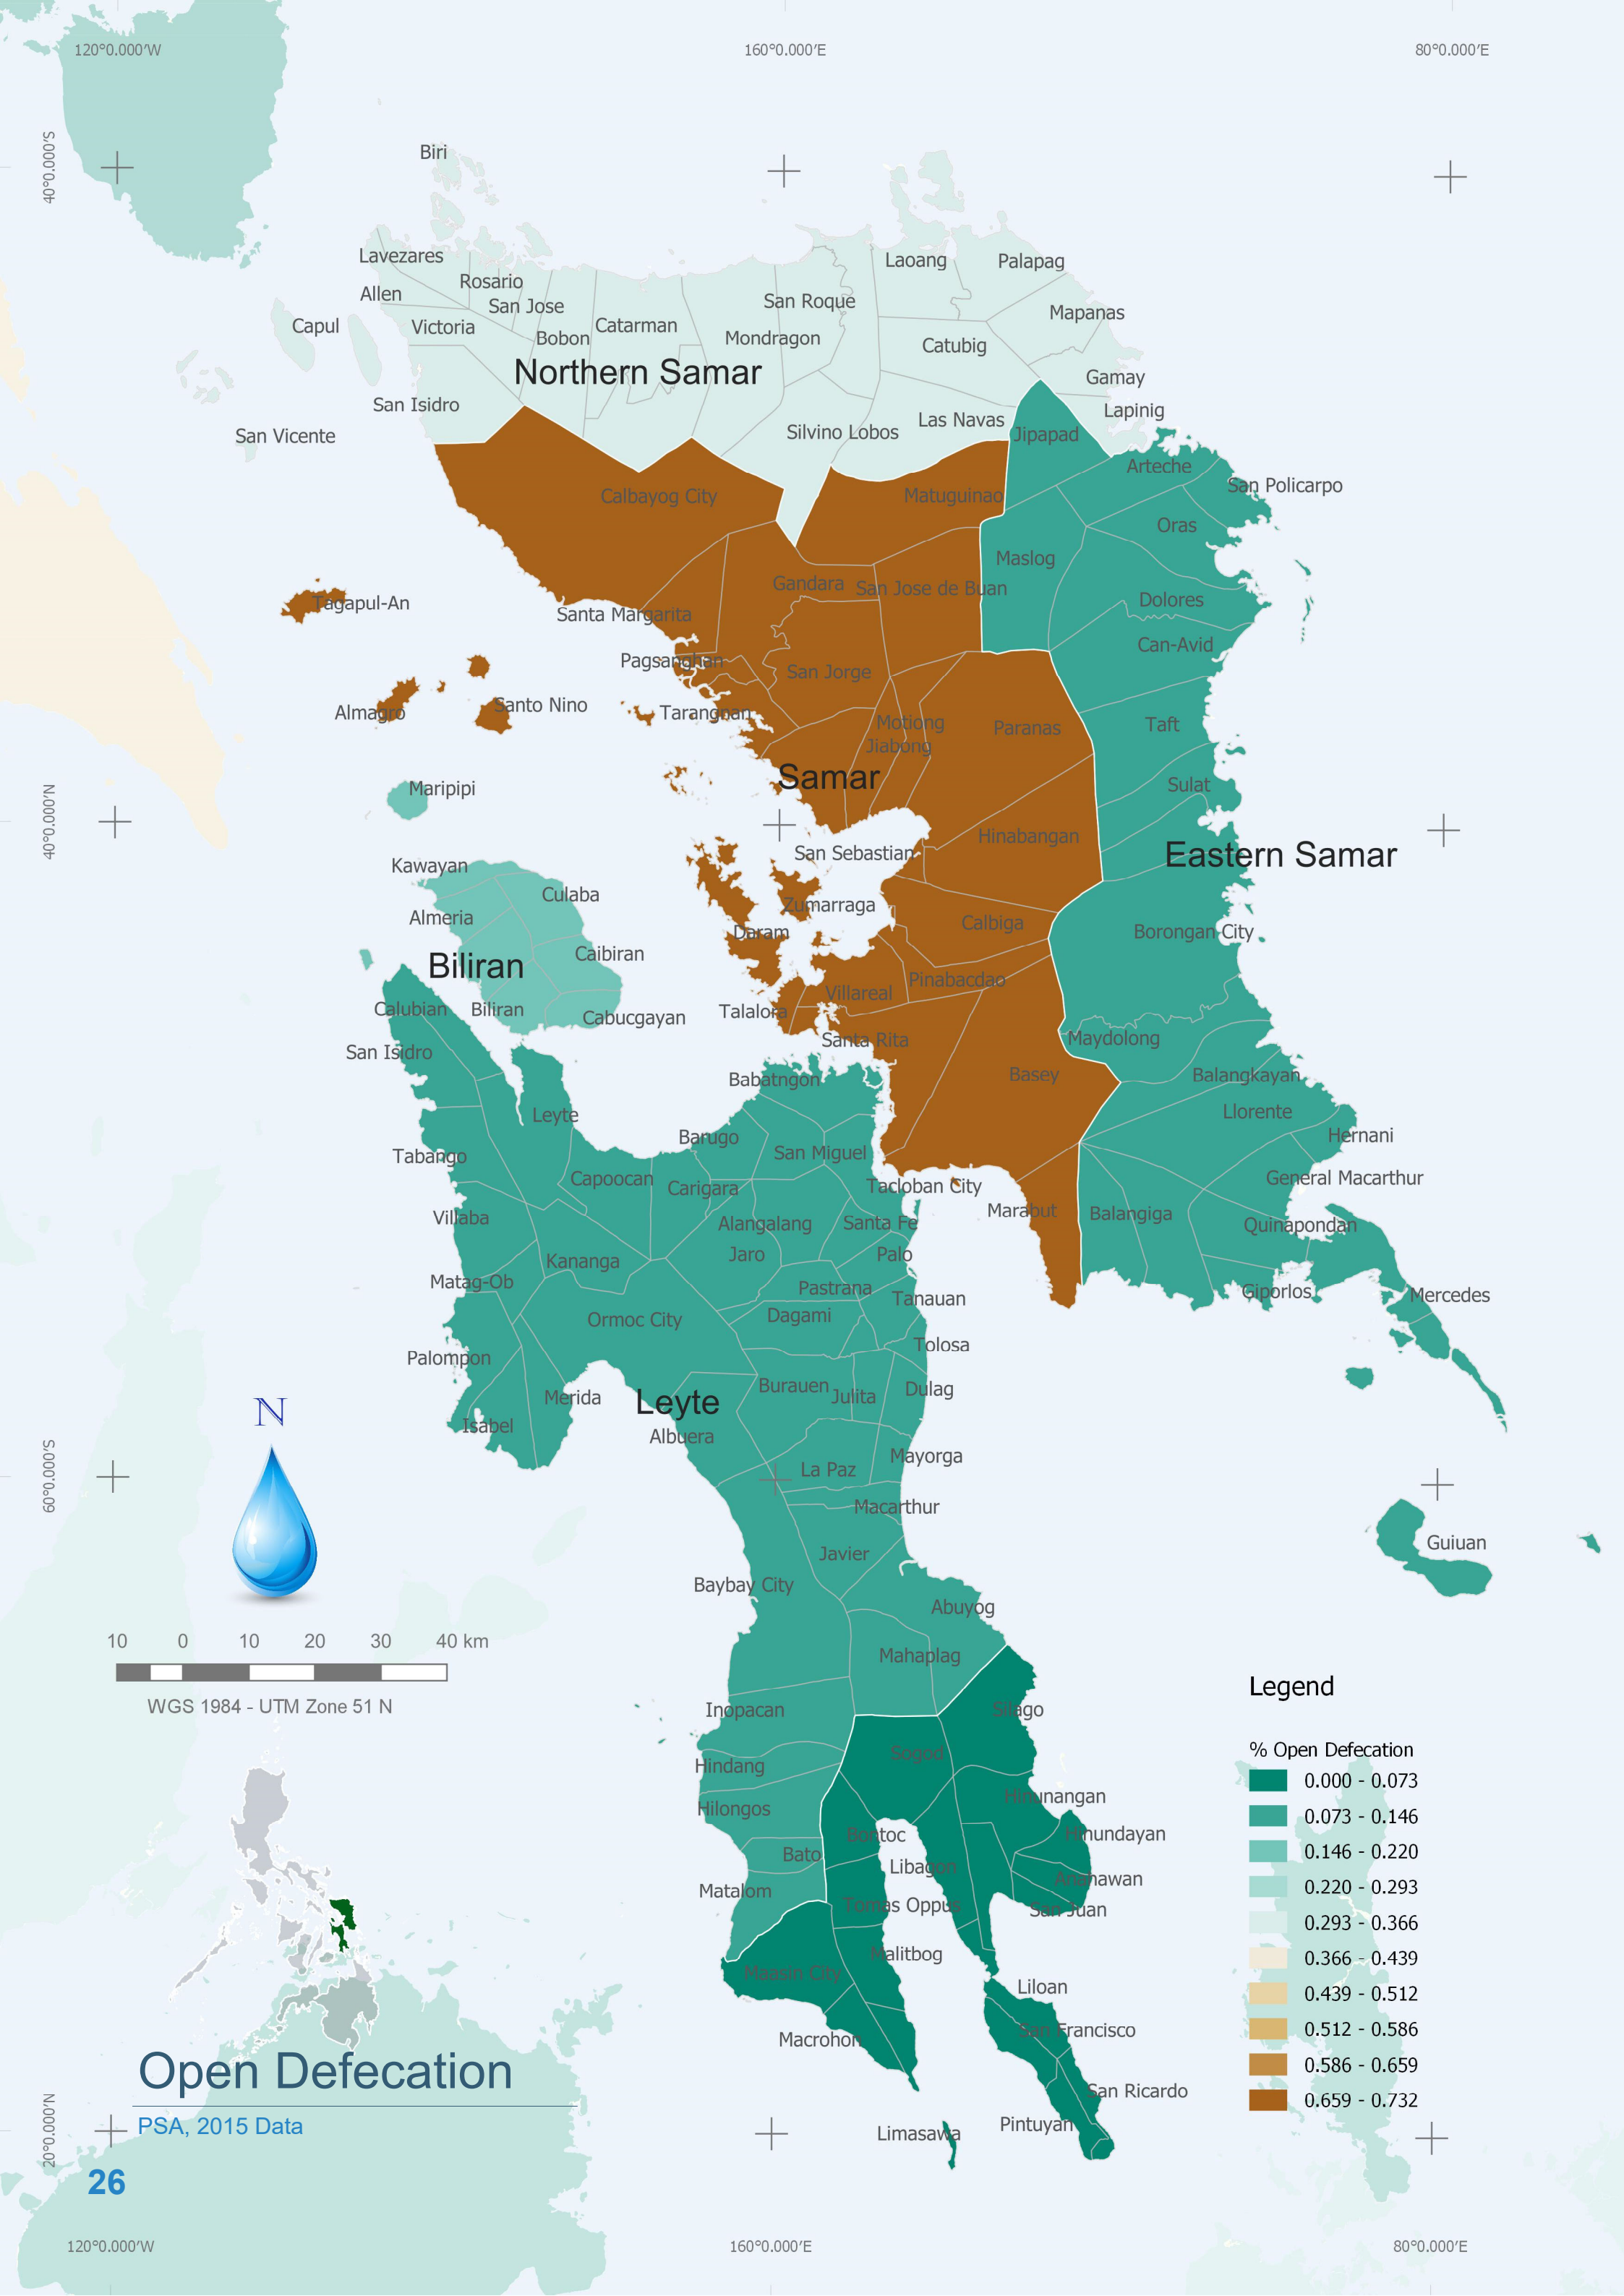 120°0.000'W
160°0.000'E
80°0.000'E
40°0.000'S
Biri
Lavezares
Laoang
Palapag
Rosario
Allen
San Jose
San Roque
Mapanas
Capul
Victoria
Bobon
Catarman
Mondragon
Catubig
Northern Samar
Gamay
San Isidro
Lapinig
San Vicente
Silvino Lobos
Las Navas
Jipapad
Arteche
San Policarpo
Calbayog City
Matuguinao
Oras
Maslog
Gandara
San Jose de Buan
Dolores
Tagapul-An
Santa Margarita
Can-Avid
Pagsanghan
San Jorge
Santo Nino
Almagro
Tarangnan
Motiong
Paranas
Taft
Jiabong
Samar
Sulat
Maripipi
40°0.000'N
Hinabangan
San Sebastian
Eastern Samar
Kawayan
Culaba
Zumarraga
Almeria
Calbiga
Daram
Borongan City
Caibiran
Biliran
Pinabacdao
Villareal
Calubian
Biliran
Cabucgayan
Talalora
Santa Rita
Maydolong
San Isidro
Babatngon
Basey
Balangkayan
Leyte
Llorente
Barugo
Hernani
Tabango
San Miguel
Capoocan
Carigara
Tacloban City
General Macarthur
Villaba
Alangalang
Santa Fe
Marabut
Balangiga
Quinapondan
Kananga
Jaro
Palo
Matag-Ob
Pastrana
Tanauan
Giporlos
Mercedes
Ormoc City
Dagami
Tolosa
Palompon
Burauen
Julita
Dulag
Merida
Leyte
N
Isabel
Albuera
Mayorga
La Paz
60°0.000'S
Macarthur
Guiuan
Javier
Baybay City
Abuyog
10 0 10 20 30 40 km
Mahaplag
WGS 1984 - UTM Zone 51 N
Inopacan
Silago
Sogod
Hindang
Hinunangan
Hilongos
Bontoc
Hinundayan
Bato
Libagon
Anahawan
Matalom
Tomas Oppus
San Juan
Malitbog
Maasin City
Liloan
Macrohon
San Francisco
San Ricardo
Limasawa
Pintuyan
Legend
% Open Defecation
0.000 - 0.073
0.073 - 0.146
0.146 - 0.220
0.220 - 0.293
0.293 - 0.366
0.366 - 0.439
0.439 - 0.512
0.512 - 0.586
0.586 - 0.659
0.659 - 0.732
Open Defecation
PSA, 2015 Data
20°0.000'N
26
120°0.000'W
160°0.000'E
80°0.000'E